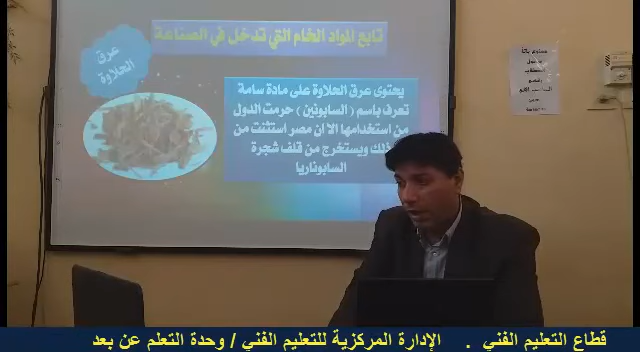 تابع المواد الخام التي تدخل في الصناعة
عرق
الحلاوة
يحتوى عرق الحلاوة على مادة سامة
تعرف باسم ( السابونين ) حرمت الدول
من استخدامها الا ان مصر استثنت من
ذلك ويستخرج من قلف شجرة
السابوناريا
قطاع التعليم الفني . الإدارة المركزية للتعليم الفني / وحدة التعلم عن بعد